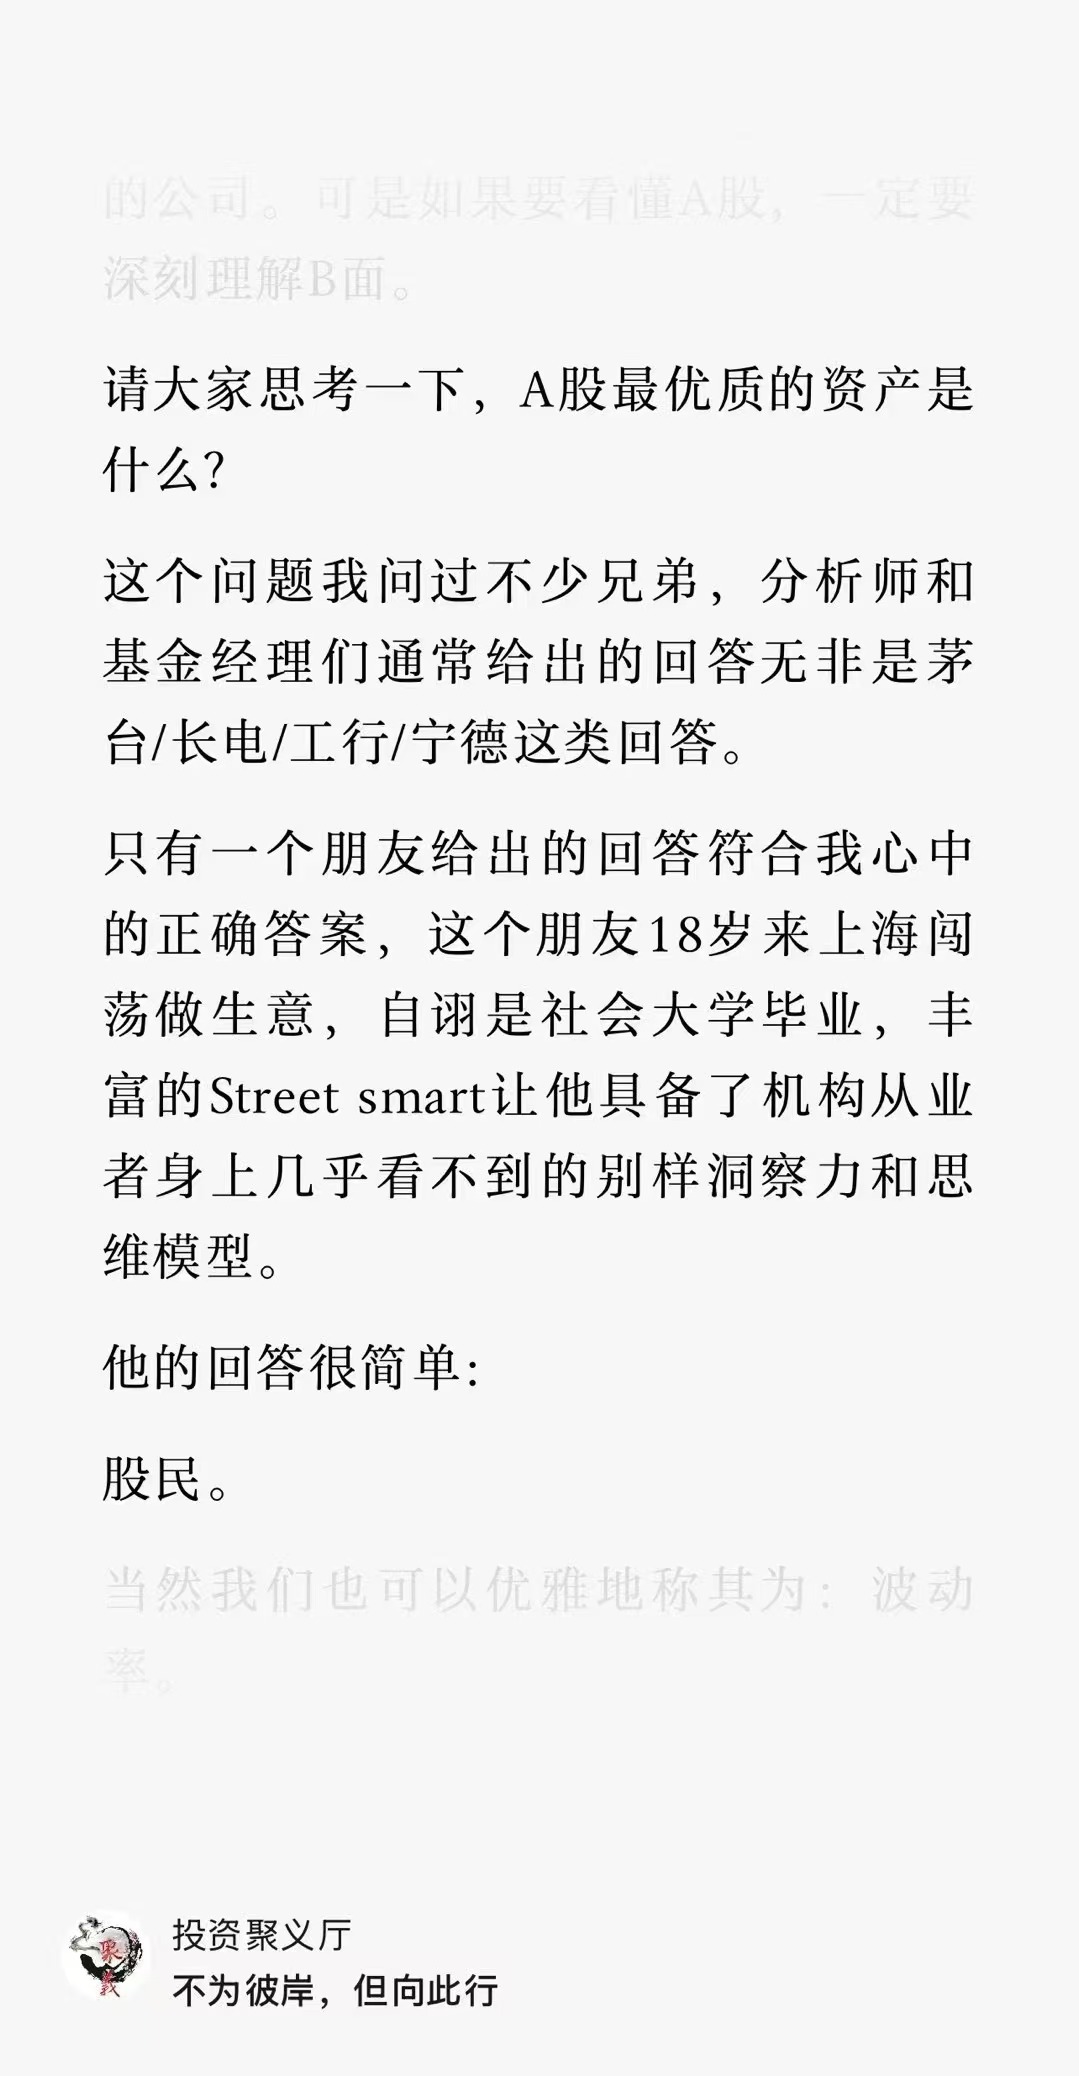 的公司。可是如果要看懂A股，一定要
深刻理解B面。
请大家思考一下，A股最优质的资产是
什么？
这个问题我问过不少兄弟，分析师和
基金经理们通常给出的回答无非是茅
台/长电/工行/宁德这类回答。
只有一个朋友给出的回答符合我心中
的正确答案，这个朋友18岁来上海闯
荡做生意，自诩是社会大学毕业，丰
富的Street smart让他具备了机构从业
者身上几乎看不到的别样洞察力和思
维模型。
他的回答很简单：
股民。
当然我们也可以优雅地称其为：波动
率。
聚
义
投资聚义厅
不为彼岸，但向此行